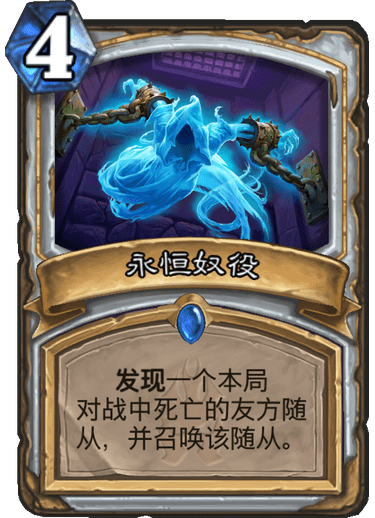 4
永恒奴役
发现一个本局
对战中死亡的友方随
从，并召唤该随从。